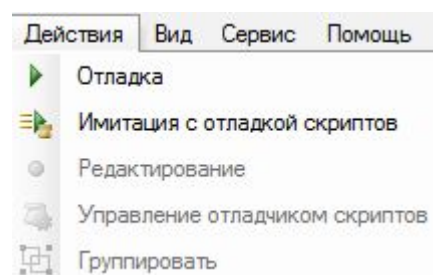 Действия Вид Сервис Помощь
Отладка
Имитация с отладкой скриптов
Редактирование
Управление отладчиком скриптов
Группировать